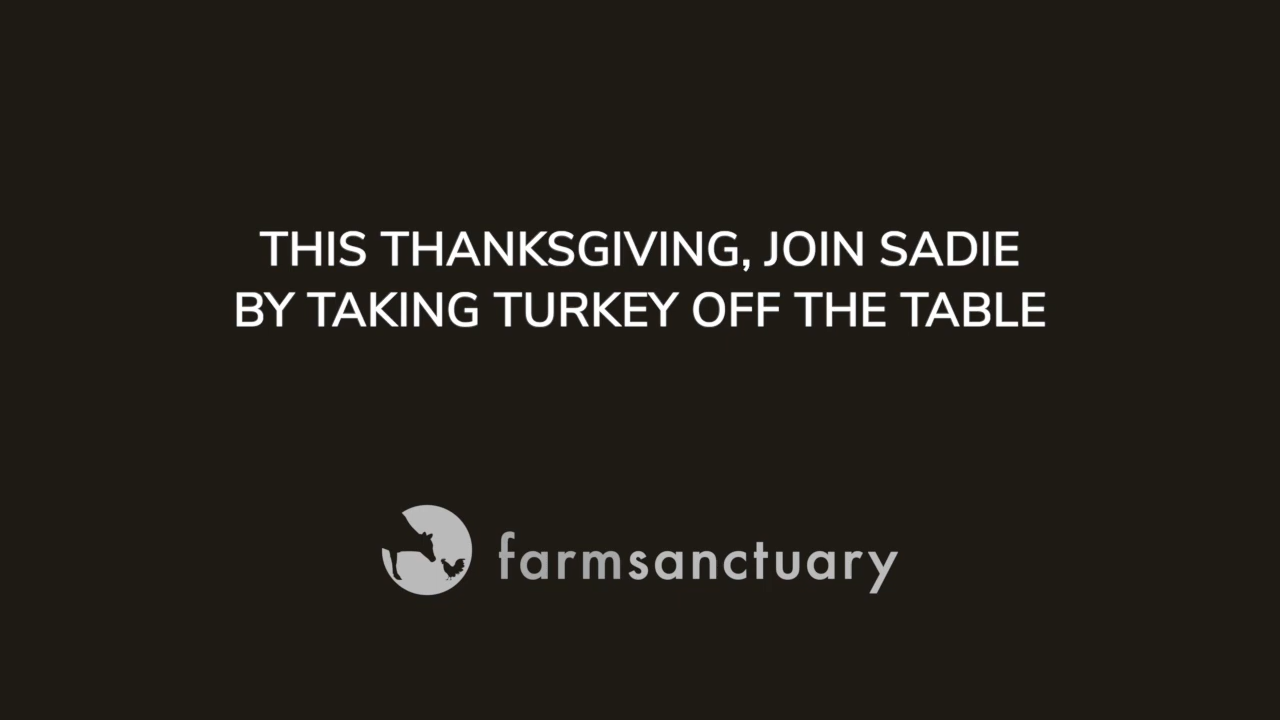 THIS THANKSGIVING, JOIN SADIE
BY TAKING TURKEY OFF THE TABLE
farmsanctuary